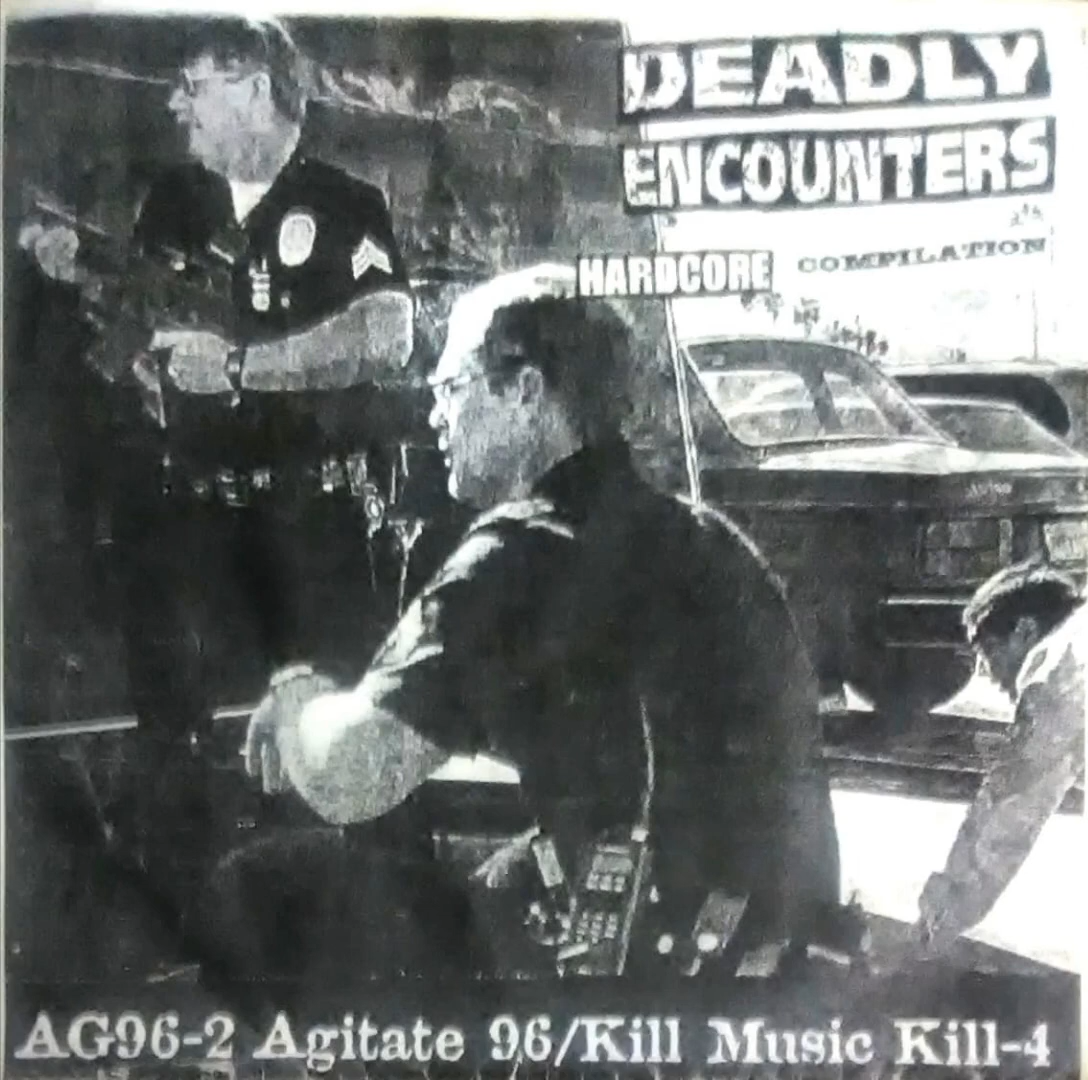 DEADLY
ENCOUNTERS
HARDCORE COMPILATION
AG96-2 Agitate 96/Kill Music Kill-4